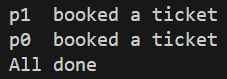 p1  booked a ticket
p0  booked a ticket
All done